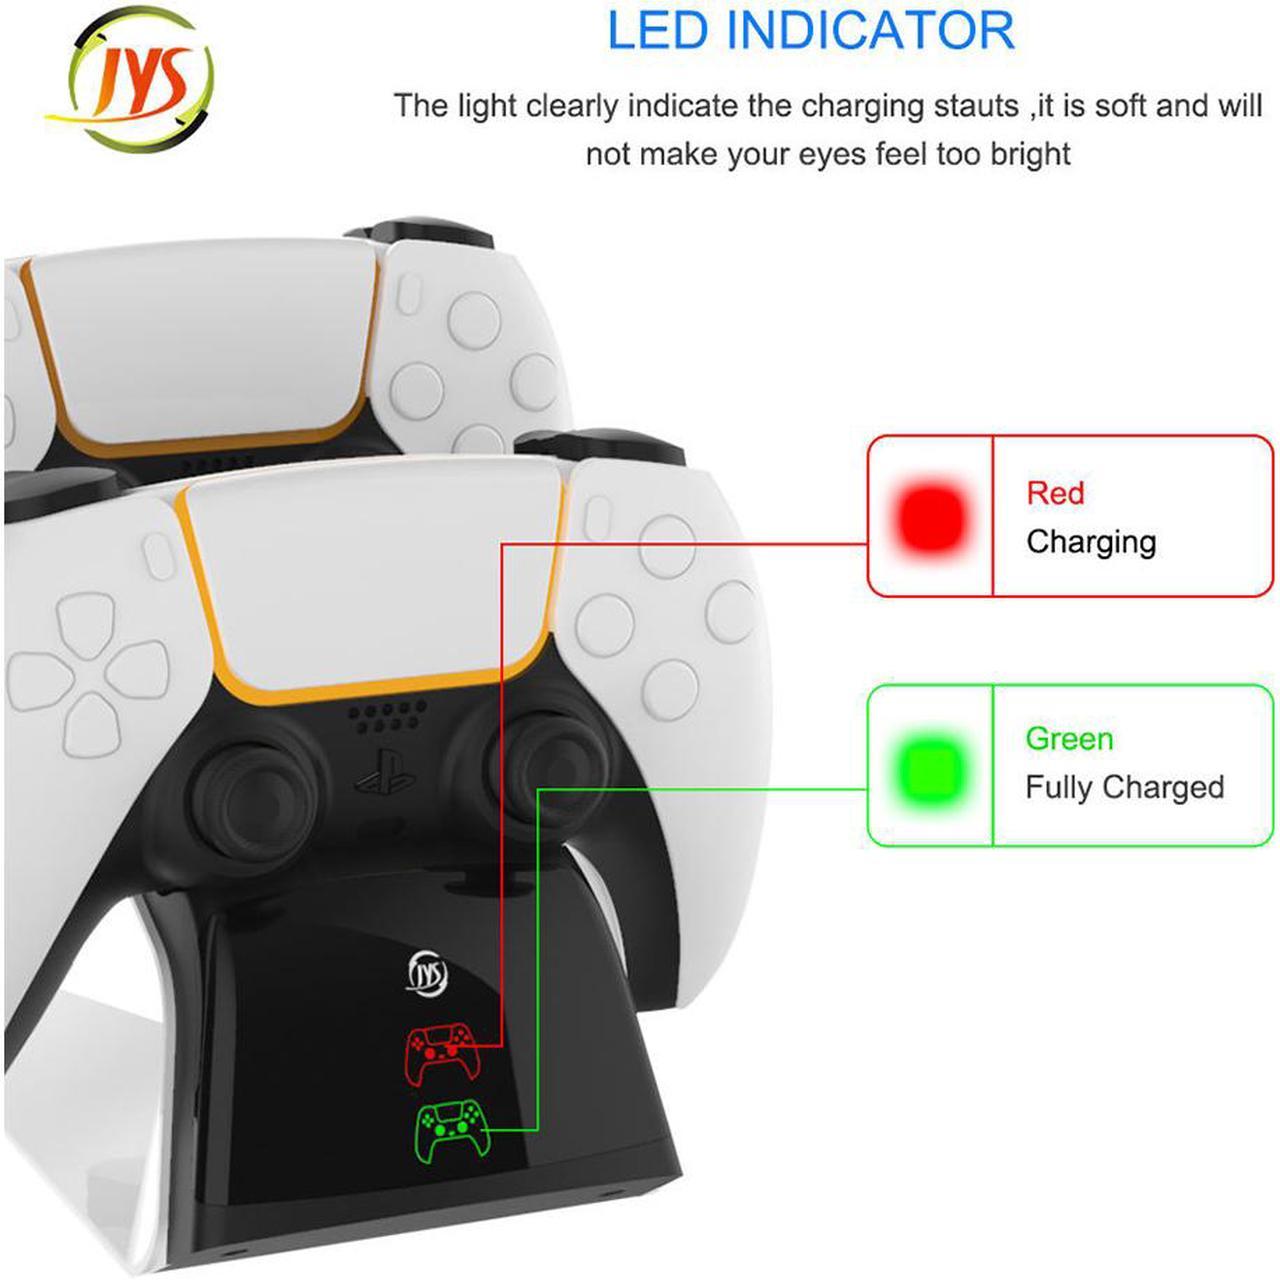 JYS
LED INDICATOR
The light clearly indicate the charging stauts ,it is soft and will
not make your eyes feel too bright
Red
Charging
Green
Fully Charged
JYS